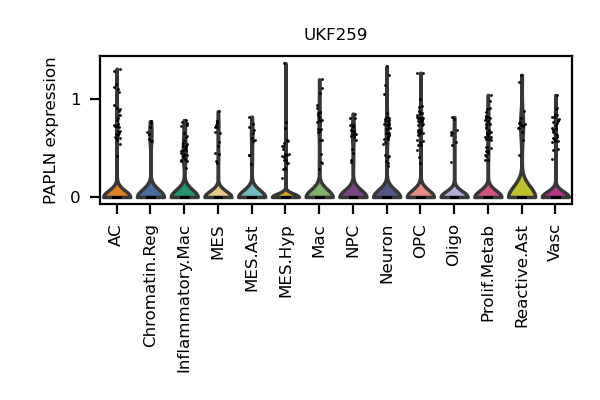 UKF259
PAPLN expression
1
0
AC
Chromatin.Reg
Inflammatory.Mac
MES
MES.Ast
MES.Hyp
Mac
NPC
Neuron
OPC
Oligo
Prolif.Metab
Reactive.Ast
Vasc